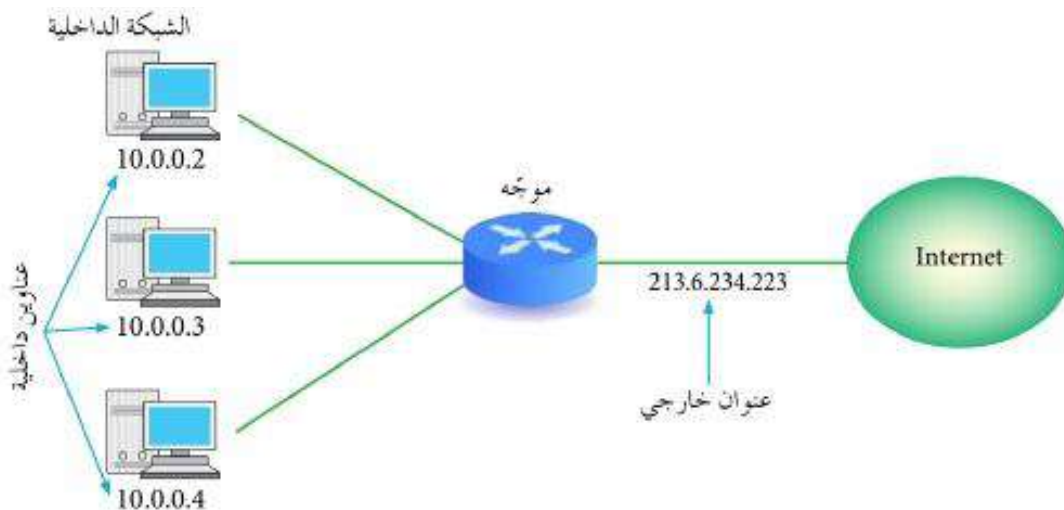 الشبكة الداخلية
10.0.0.2
موجّه
Internet
213.6.234.223
10.0.0.3
عناوين داخلية
عنوان خارجي
10.0.0.4